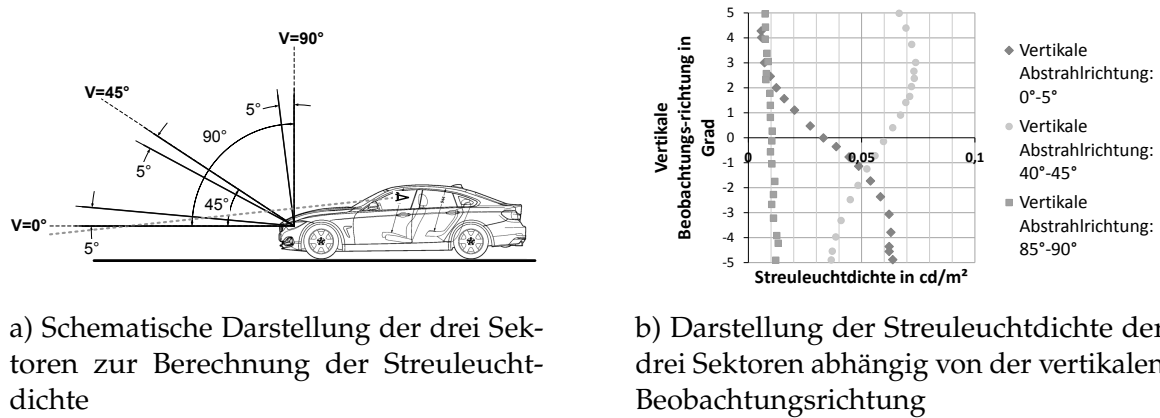 V=90°
V=45°
5°
90°
5°
45°
V=0°
5°
a) Schematische Darstellung der drei Sek-
toren zur Berechnung der Streuleucht-
dichte
Vertikale
Beobachtungs-richtung in
Grad
5
4
3
2
1
0
-1
-2
-3
-4
-5
0
0,05
0,1
Streuleuchtdichte in cd/m²
Vertikale
Abstrahlrichtung:
0°-5°
Vertikale
Abstrahlrichtung:
40°-45°
Vertikale
Abstrahlrichtung:
85°-90°
b) Darstellung der Streuleuchtdichte der
drei Sektoren abhängig von der vertikalen
Beobachtungsrichtung